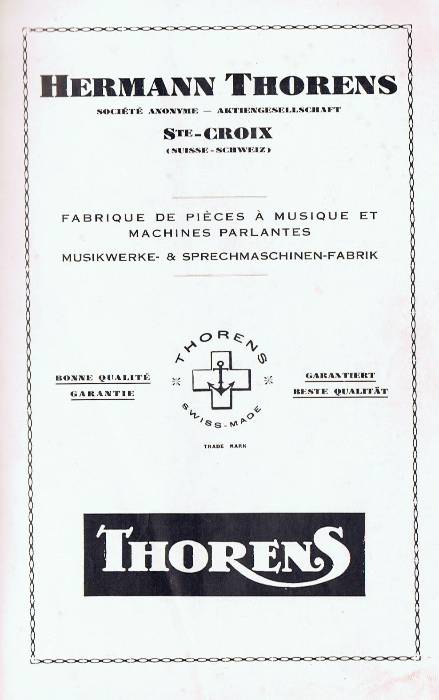 HERMANN THORENS
SOCIÉTÉ ANONYME — AKTIENGESELLSCHAFT
STE-CROIX
(SUISSE - SCHWEIZ)
FABRIQUE DE PIÈCES À MUSIQUE ET
MACHINES PARLANTES
MUSIKWERKE- & SPRECHMASCHINEN-FABRIK
BONNE QUALITÉ
GARANTIE
THORENS
SWISS-MADE
TRADE MARK
GARANTIERT
BESTE QUALITÄT
THORENS